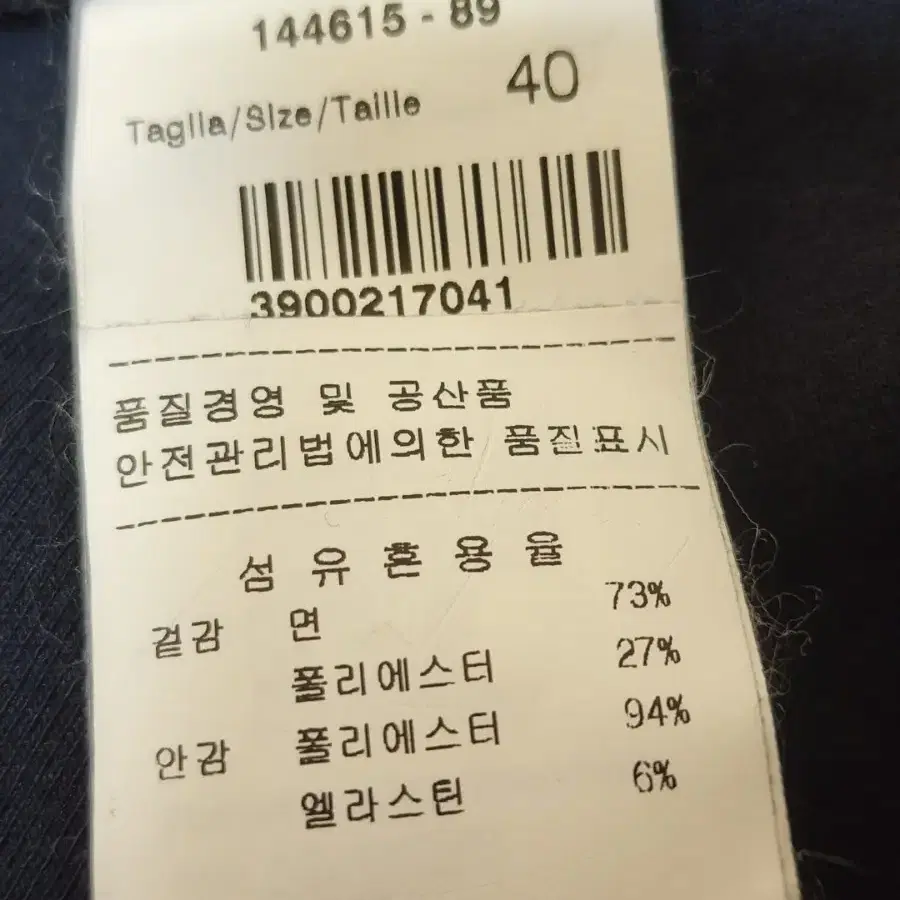 144615 - 89
Taglia/Size/Taille 40
3900217041
품질경영 및 공산품
안전관리법에의한 품질표시
섬유혼용율
겉감 면 73%
폴리에스터 27%
안감 폴리에스터 94%
엘라스틴 6%